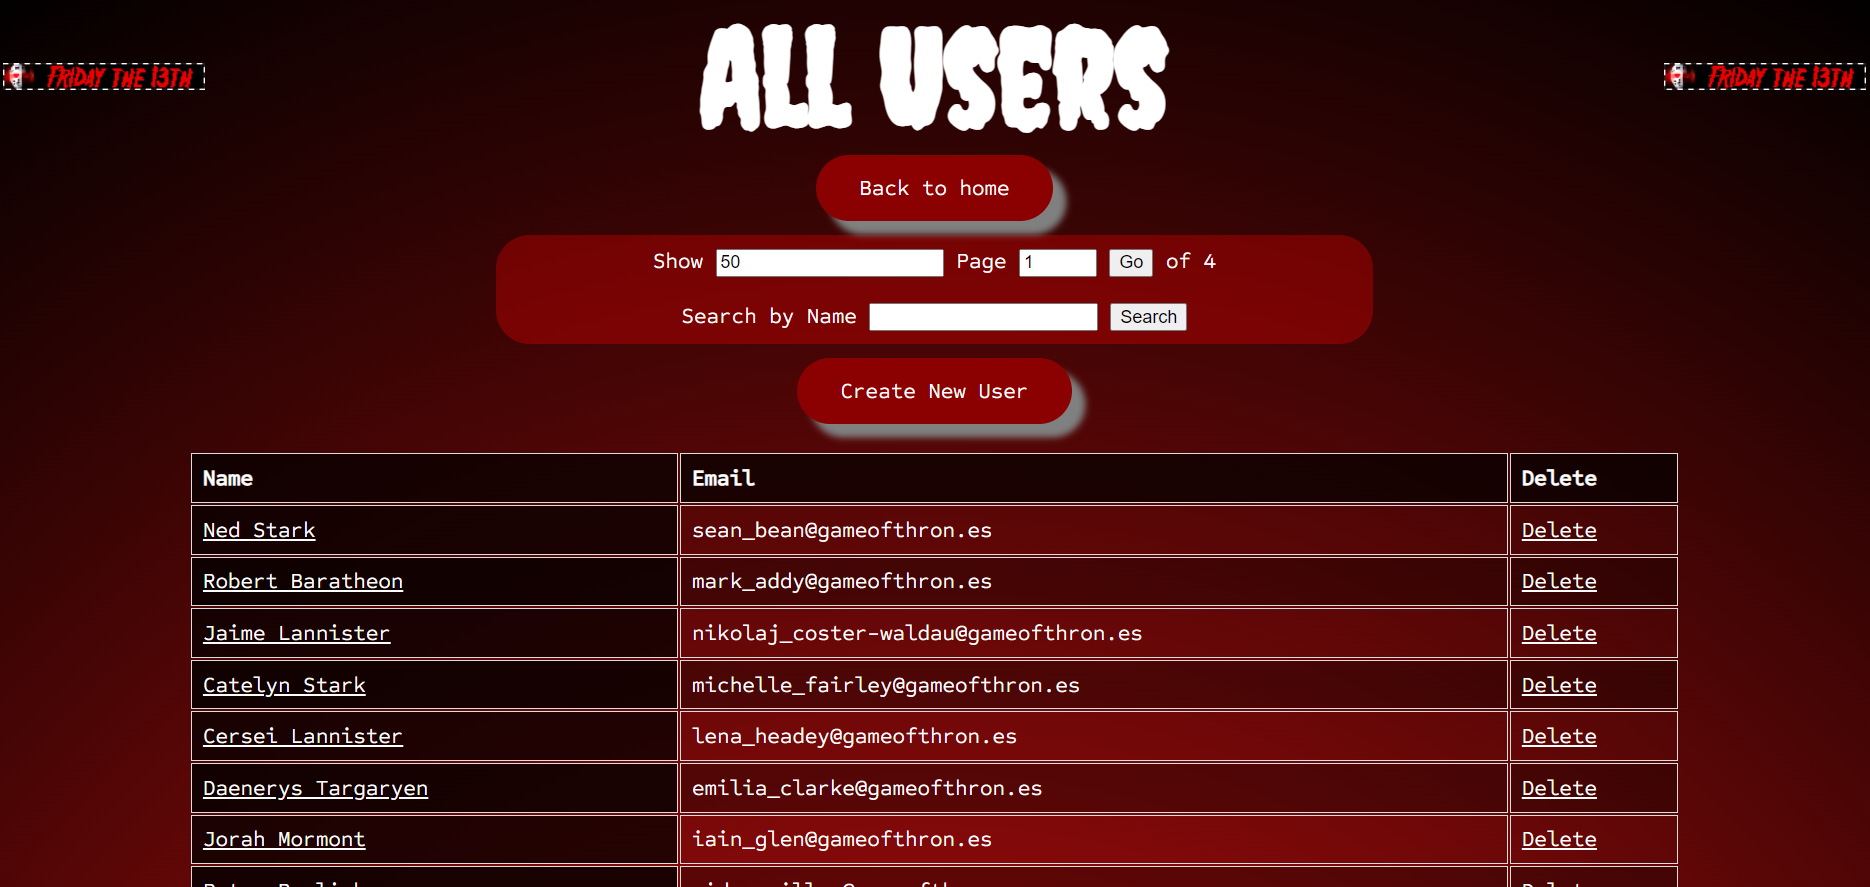 ALL USERS
Friday the 13th
Friday the 13th
Back to home
Show 50 Page 1 Go of 4
Search by Name Search
Create New User
Name Email Delete
Ned Stark sean_bean@gameofthron.es Delete
Robert Baratheon mark_addy@gameofthron.es Delete
Jaime Lannister nikolaj_coster-waldau@gameofthron.es Delete
Catelyn Stark michelle_fairley@gameofthron.es Delete
Cersei Lannister lena_headey@gameofthron.es Delete
Daenerys Targaryen emilia_clarke@gameofthron.es Delete
Jorah Mormont iain_glen@gameofthron.es Delete